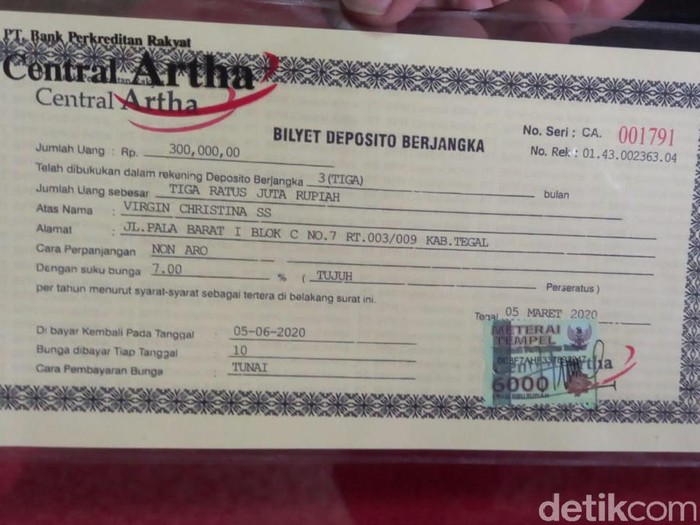 PT. Bank Perkreditan Rakyat
Central Artha
Central Artha
BILYET DEPOSITO BERJANGKA
No. Seri : CA. 001791
No. Rek : 01.43.002363.04
Jumlah Uang : Rp. 300,000,00
Telah dibukukan dalam rekening Deposito Berjangka 3(TIGA) bulan
Jumlah Uang sebesar TIGA RATUS JUTA RUPIAH
Atas Nama : VIRGIN CHRISTINA SS
Alamat : JL.PALA BARAT I BLOK C NO.7 RT.003/009 KAB.TEGAL
Cara Perpanjangan : NON ARO
Dengan suku bunga : 7.00 % ( TUJUH Perseratus )
per tahun menurut syarat-syarat sebagai tertera di belakang surat ini.
Tegal 05 MARET 2020
Di bayar Kembali Pada Tanggal : 05-06-2020
Bunga dibayar Tiap Tanggal : 10
Cara Pembayaran Bunga : TUNAI
METERAI
TEMPEL
6000
detikcom